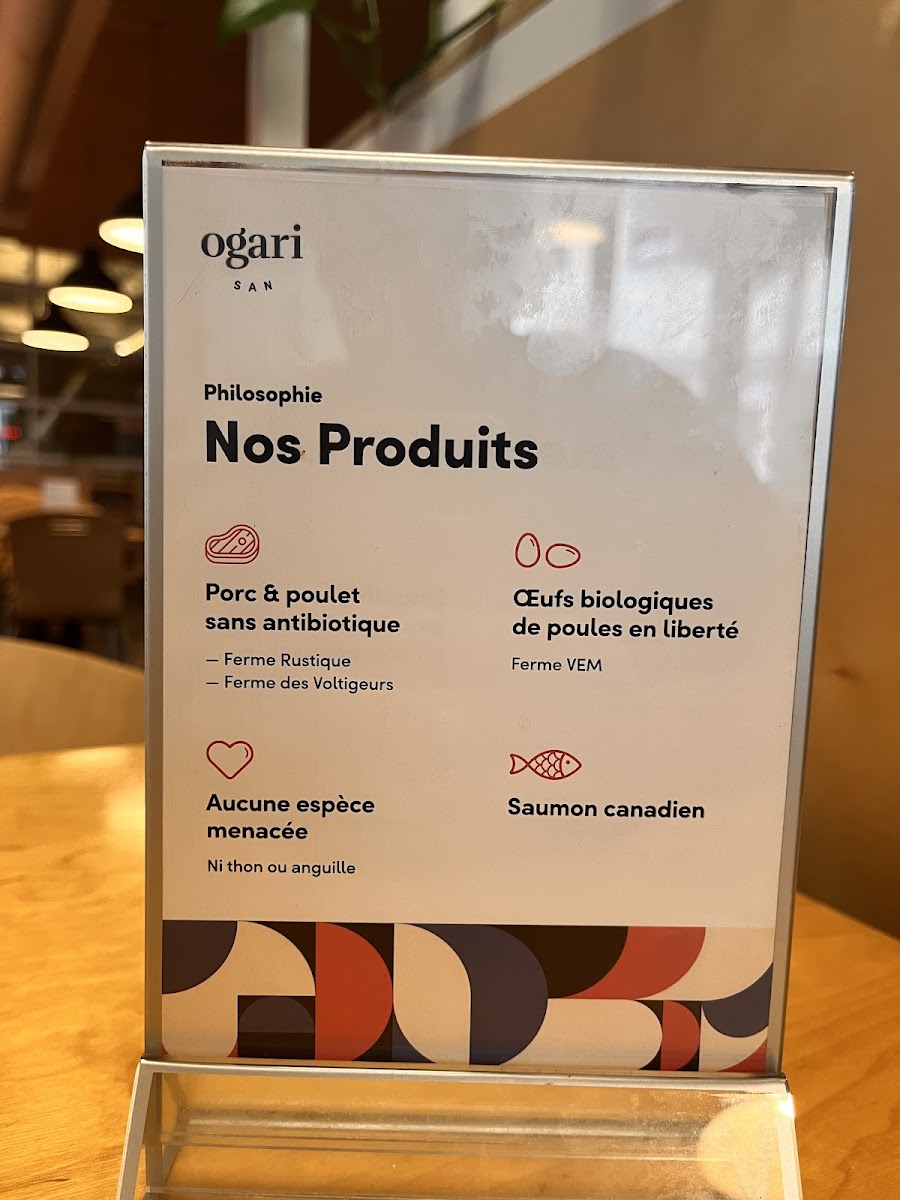 ogari
SAN
Philosophie
Nos Produits
Porc & poulet
sans antibiotique
– Ferme Rustique
– Ferme des Voltigeurs
Œufs biologiques
de poules en liberté
Ferme VEM
Aucune espèce
menacée
Ni thon ou anguille
Saumon canadien